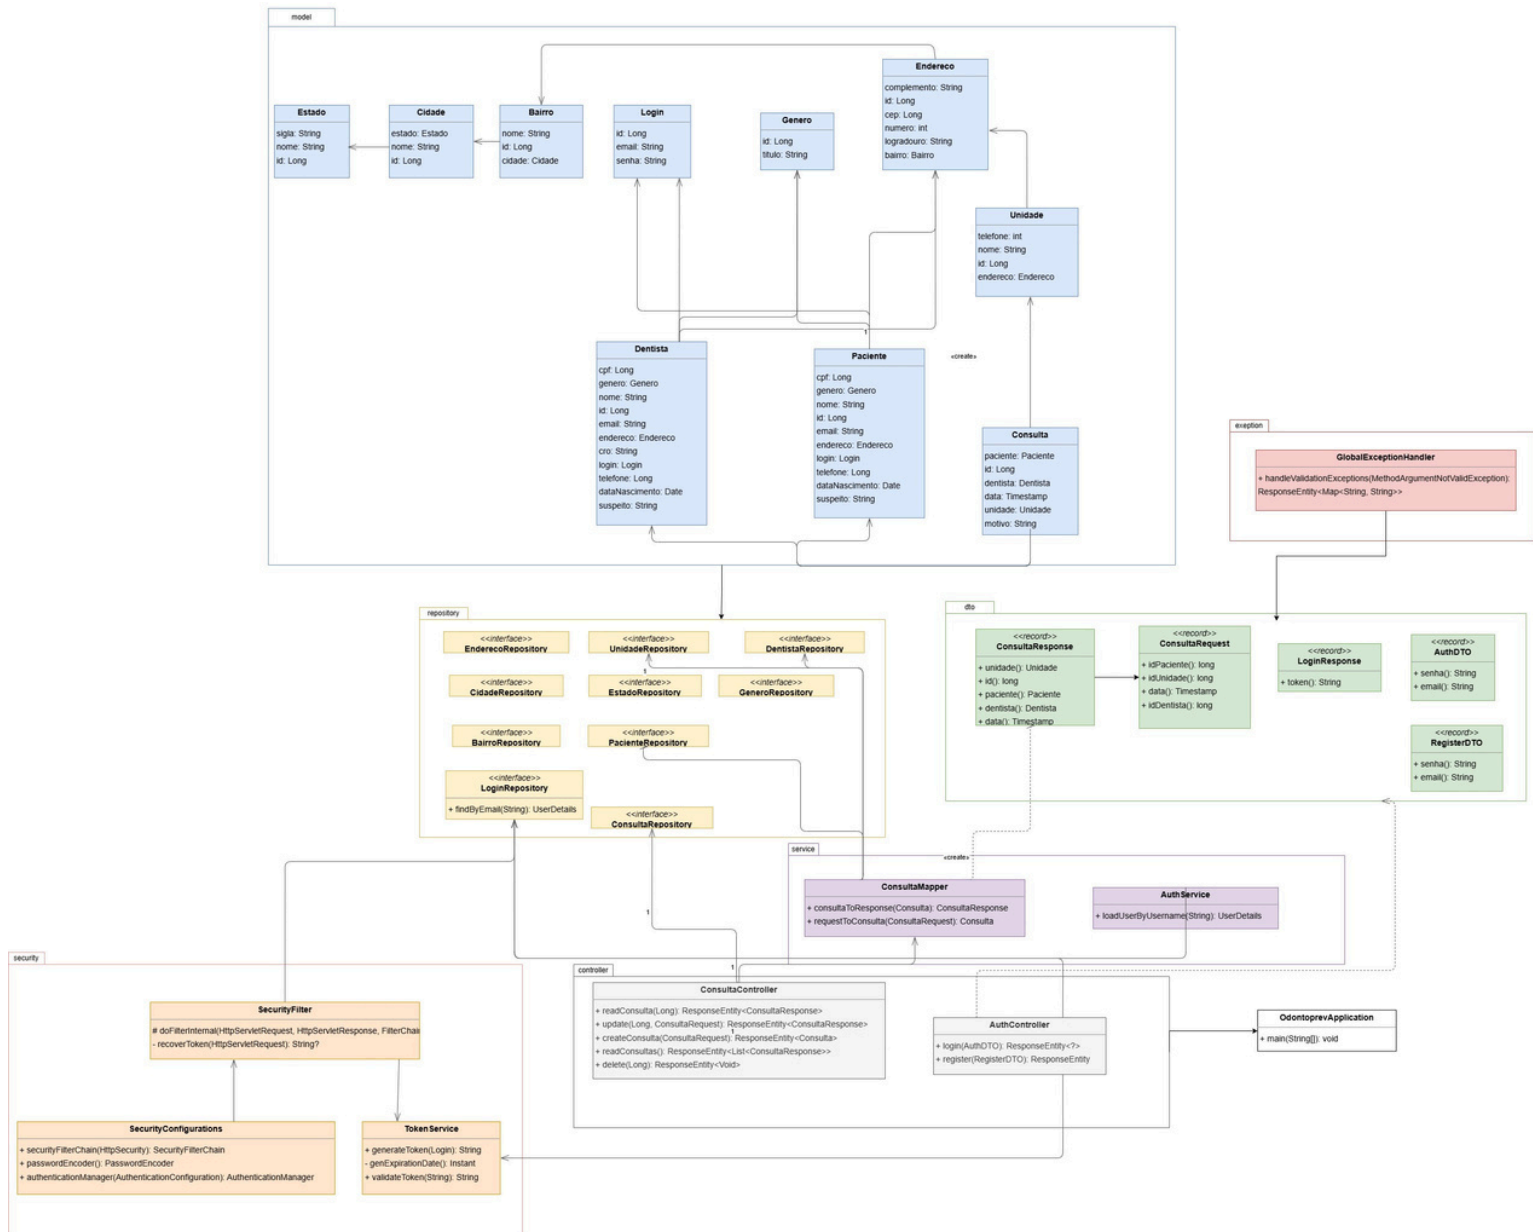 model
Estado
sigla: String
nome: String
id: Long
Cidade
estado: Estado
nome: String
id: Long
Bairro
nome: String
id: Long
cidade: Cidade
Login
id: Long
email: String
senha: String
Genero
id: Long
titulo: String
Endereco
complemento: String
id: Long
cep: Long
numero: int
logradouro: String
bairro: Bairro
Unidade
telefone: int
nome: String
id: Long
endereco: Endereco
Dentista
cpf: Long
genero: Genero
nome: String
id: Long
email: String
endereco: Endereco
cro: String
login: Login
telefone: Long
dataNascimento: Date
suspeito: String
1
Paciente
cpf: Long
genero: Genero
nome: String
id: Long
email: String
endereco: Endereco
login: Login
telefone: Long
dataNascimento: Date
suspeito: String
«create»
Consulta
paciente: Paciente
id: Long
dentista: Dentista
data: Timestamp
unidade: Unidade
motivo: String
exeption
GlobalExceptionHandler
+ handleValidationExceptions(MethodArgumentNotValidException):
ResponseEntity<Map<String, String>>
repository
<<interface>>
EnderecoRepository
<<interface>>
UnidadeRepository
<<interface>>
DentistaRepository
1
<<interface>>
CidadeRepository
<<interface>>
EstadoRepository
<<interface>>
GeneroRepository
<<interface>>
BairroRepository
<<interface>>
PacienteRepository
<<interface>>
LoginRepository
+ findByEmail(String): UserDetails
<<interface>>
ConsultaRepository
dto
<<record>>
ConsultaResponse
+ unidade(): Unidade
+ id(): long
+ paciente(): Paciente
+ dentista(): Dentista
+ data(): Timestamp
<<record>>
ConsultaRequest
+ idPaciente(): long
+ idUnidade(): long
+ data(): Timestamp
+ idDentista(): long
<<record>>
LoginResponse
+ token(): String
<<record>>
AuthDTO
+ senha(): String
+ email(): String
<<record>>
RegisterDTO
+ senha(): String
+ email(): String
service
«create»
ConsultaMapper
+ consultaToResponse(Consulta): ConsultaResponse
+ requestToConsulta(ConsultaRequest): Consulta
AuthService
+ loadUserByUsername(String): UserDetails
1
1
security
SecurityFilter
# doFilterInternal(HttpServletRequest, HttpServletResponse, FilterChai
- recoverToken(HttpServletRequest): String?
SecurityConfigurations
+ securityFilterChain(HttpSecurity): SecurityFilterChain
+ passwordEncoder(): PasswordEncoder
+ authenticationManager(AuthenticationConfiguration): AuthenticationManager
TokenService
+ generateToken(Login): String
- genExpirationDate(): Instant
+ validateToken(String): String
controller
ConsultaController
+ readConsulta(Long): ResponseEntity<ConsultaResponse>
+ update(Long, ConsultaRequest): ResponseEntity<ConsultaResponse>
1
+ createConsulta(ConsultaRequest): ResponseEntity<Consulta>
+ readConsultas(): ResponseEntity<List<ConsultaResponse>>
+ delete(Long): ResponseEntity<Void>
AuthController
+ login(AuthDTO): ResponseEntity<?>
+ register(RegisterDTO): ResponseEntity
OdontoprevApplication
+ main(String[]): void